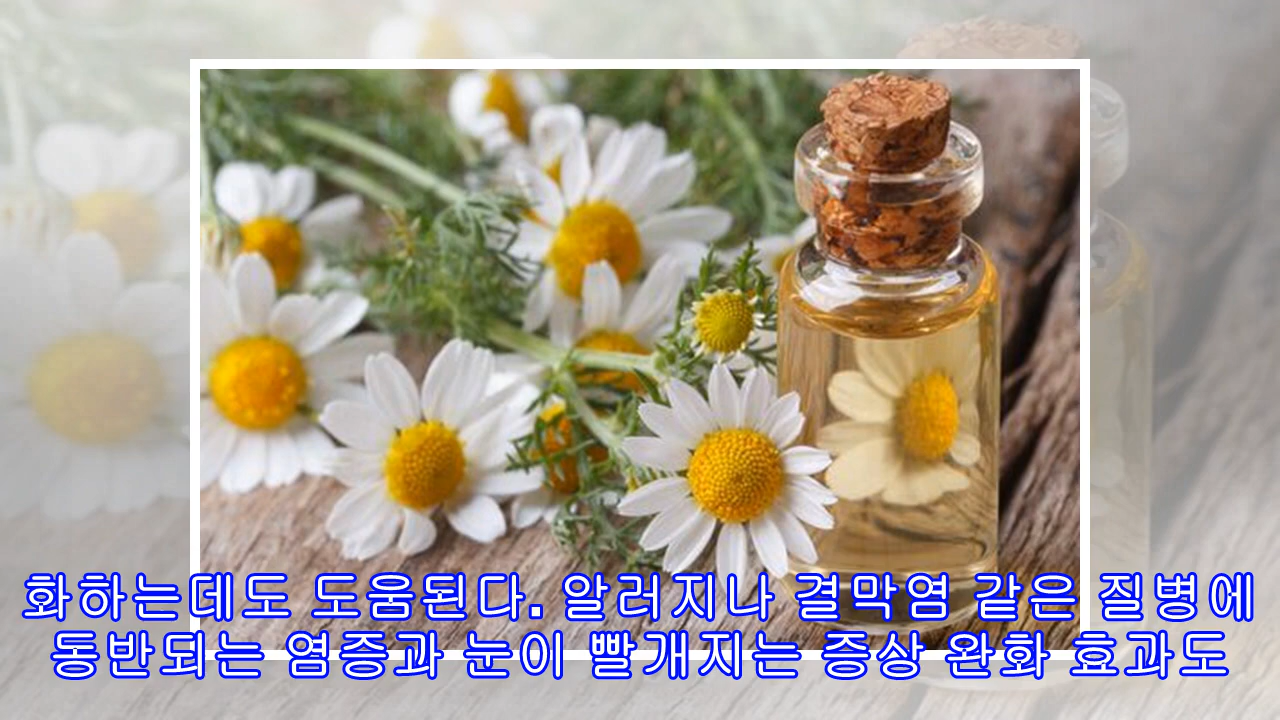 화하는데도 도움된다. 알러지나 결막염 같은 질병에
동반되는 염증과 눈이 빨개지는 증상 완화 효과도